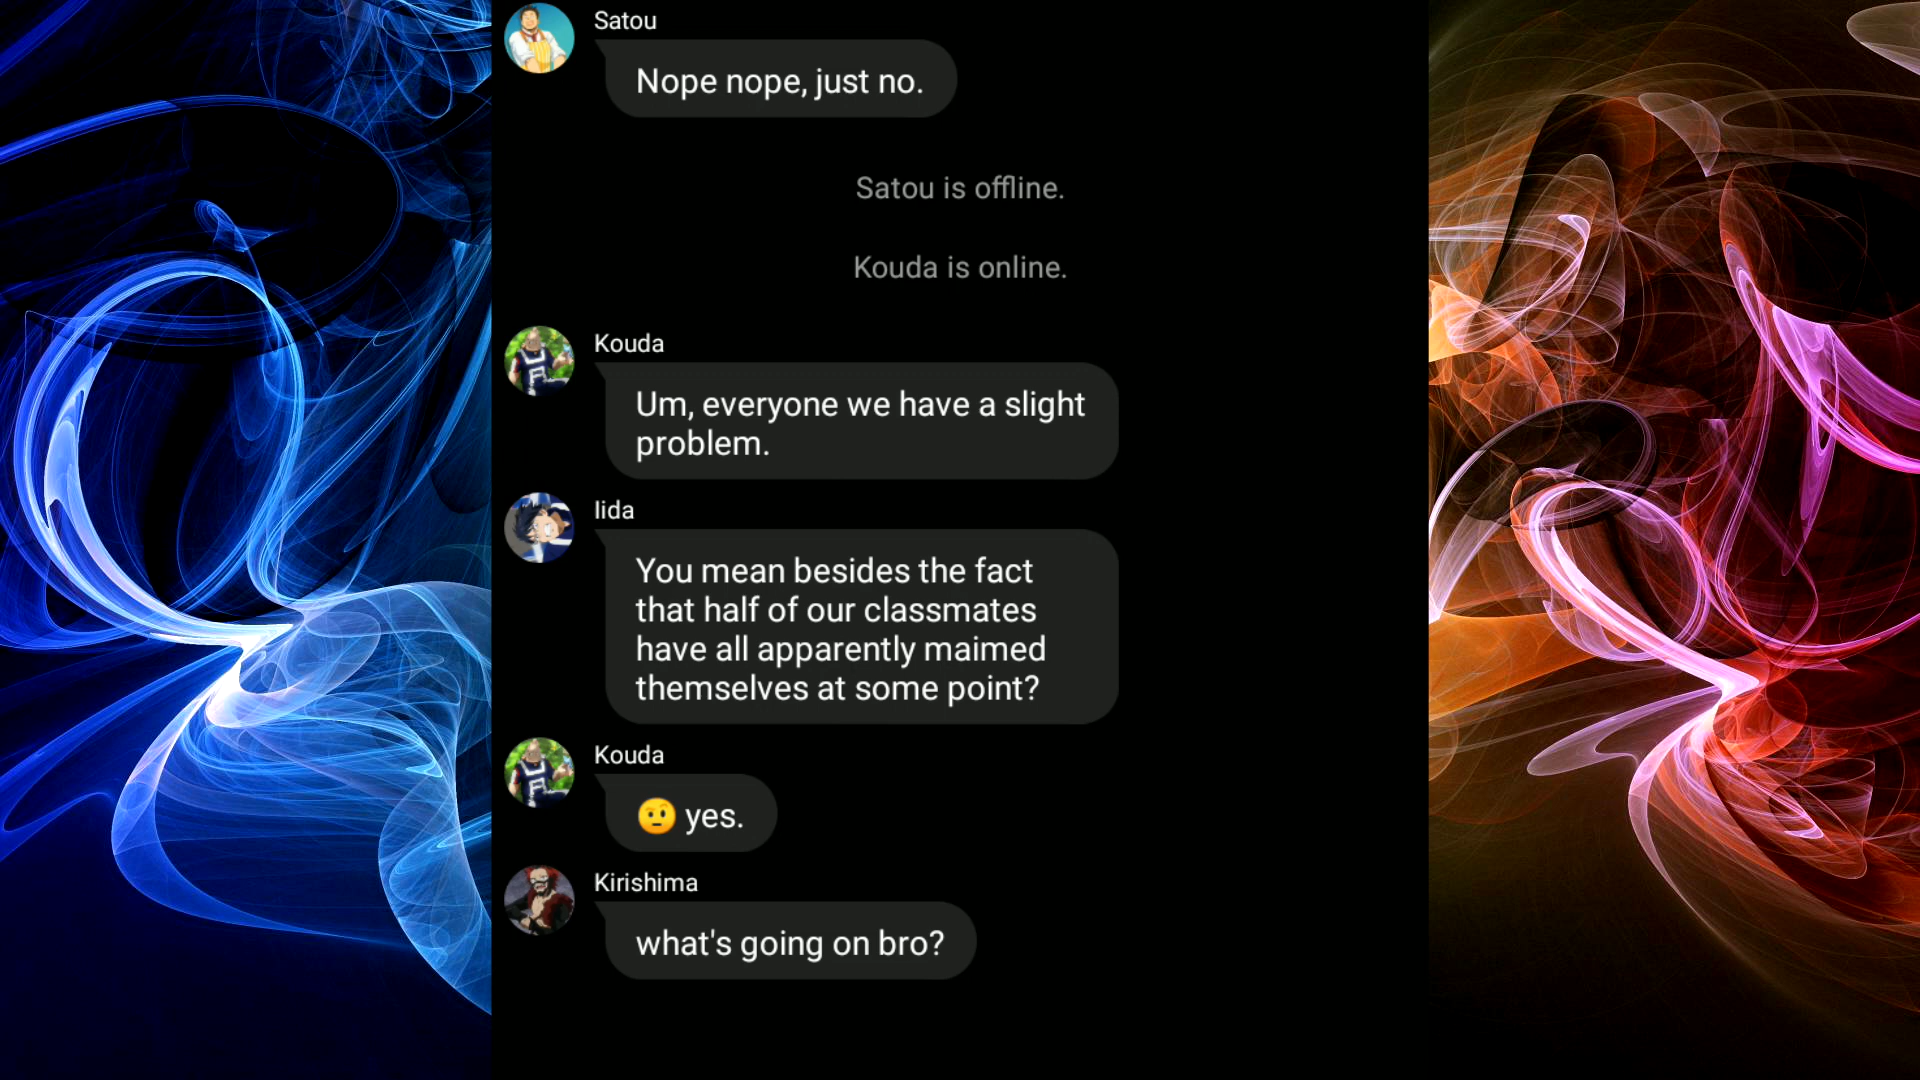 Satou
Nope nope, just no.
Satou is offline.
Kouda is online.
Kouda
Um, everyone we have a slight
problem.
Iida
You mean besides the fact
that half of our classmates
have all apparently maimed
themselves at some point?
Kouda
🤨 yes.
Kirishima
what's going on bro?